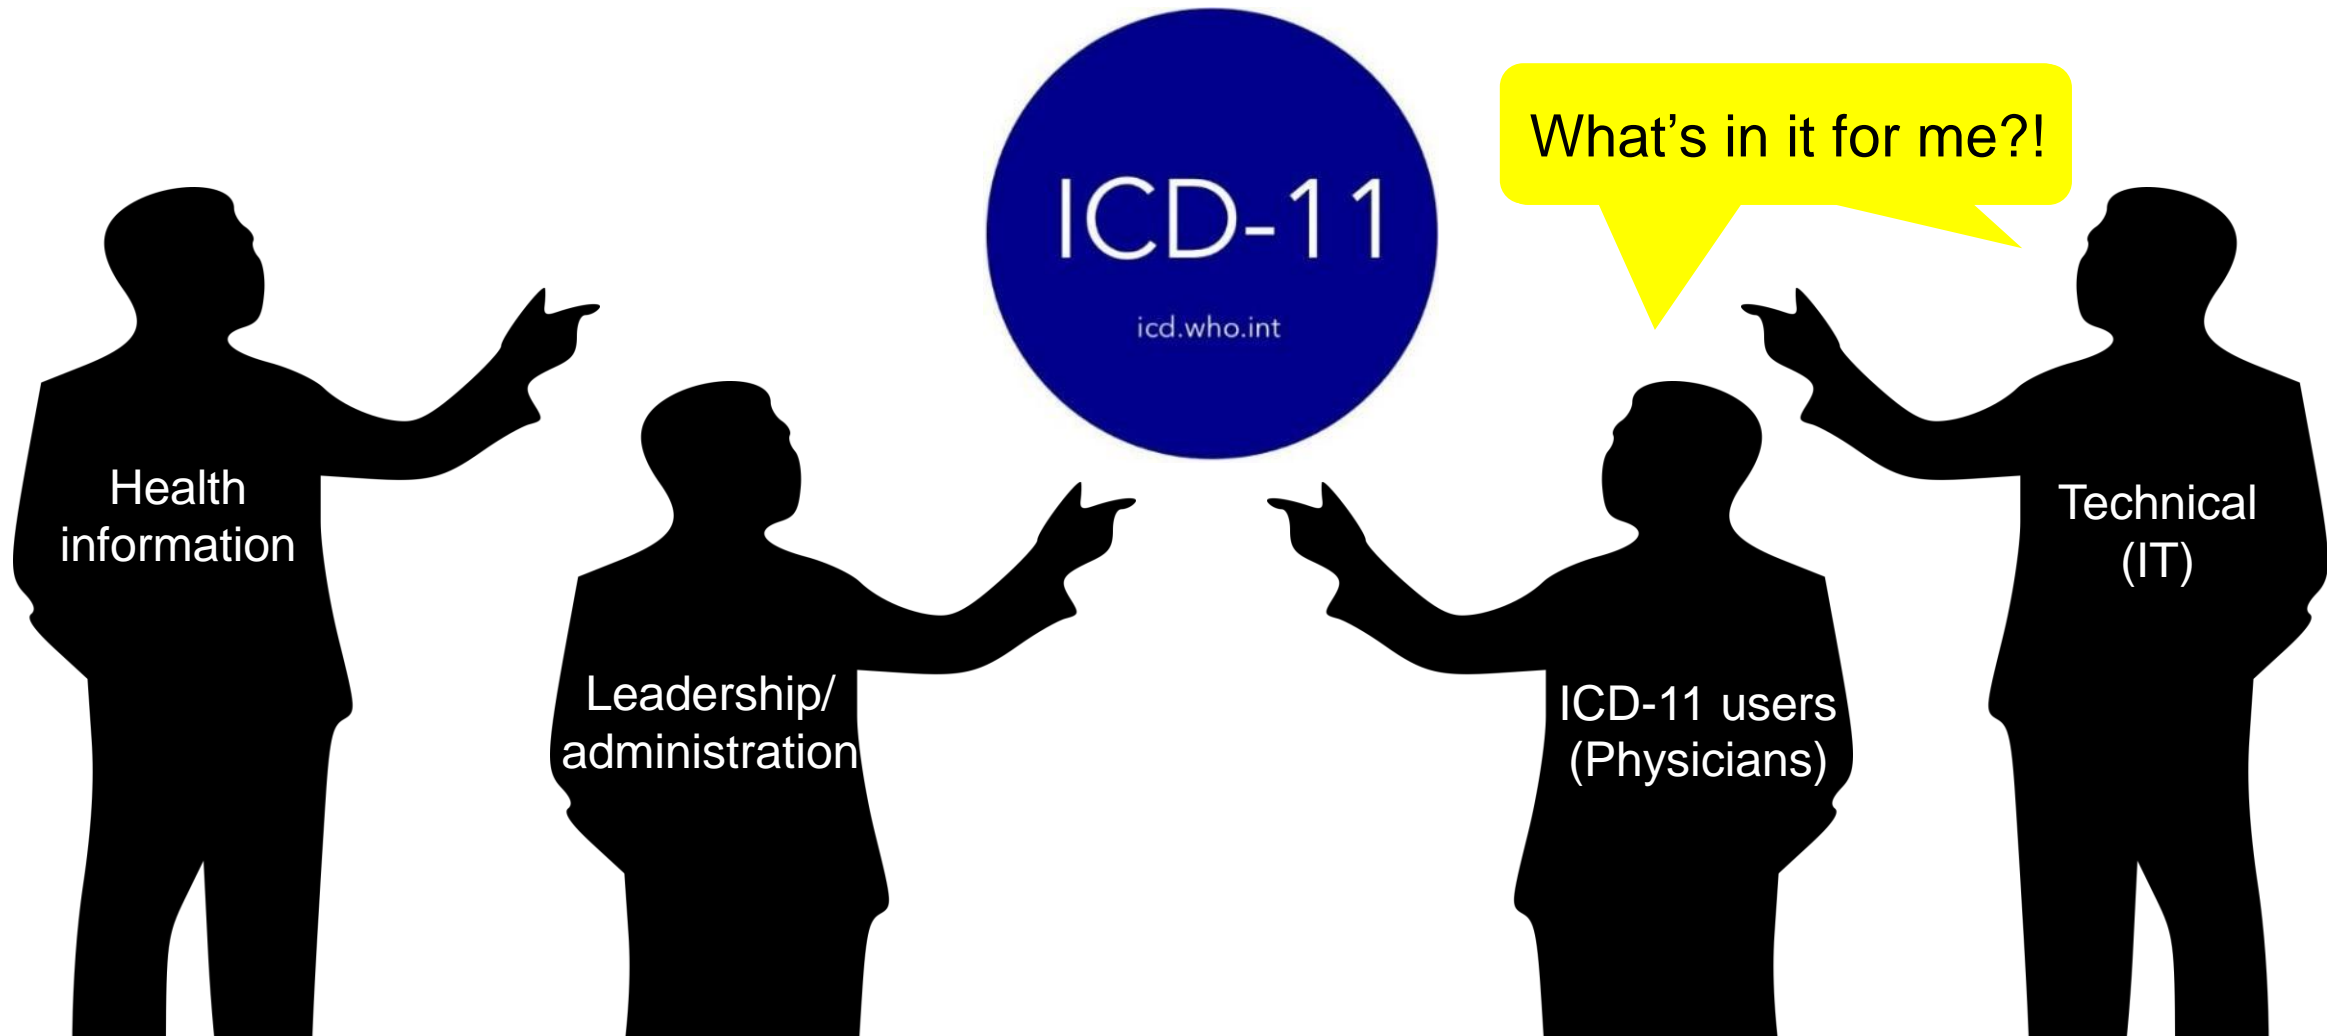 ICD-11
icd.who.int
What's in it for me?!
Health
information
Leadership/
administration
ICD-11 users
(Physicians)
Technical
(IT)